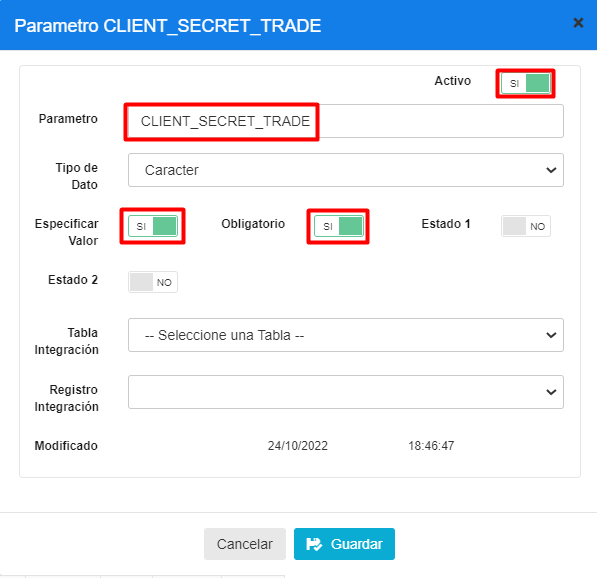 Parametro CLIENT_SECRET_TRADE
×
Activo
SI
Parametro
CLIENT_SECRET_TRADE
Tipo de
Dato
Caracter
Especificar
Valor
SI
Obligatorio
SI
Estado 1
NO
Estado 2
NO
Tabla
Integración
-- Seleccione una Tabla --
Registro
Integración
Modificado
24/10/2022
18:46:47
Cancelar
Guardar